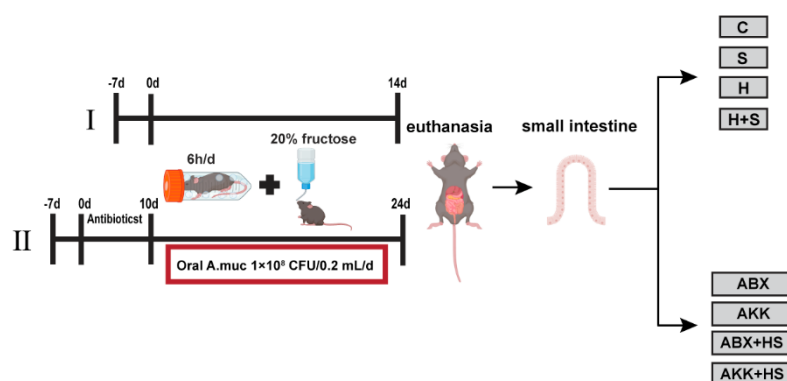 -7d 0d 14d
I
20% fructose
6h/d
euthanasia
small intestine
-7d 0d 10d 24d
Antibioticst
II
Oral A.muc 1×10⁸ CFU/0.2 mL/d
C
S
H
H+S
ABX
AKK
ABX+HS
AKK+HS